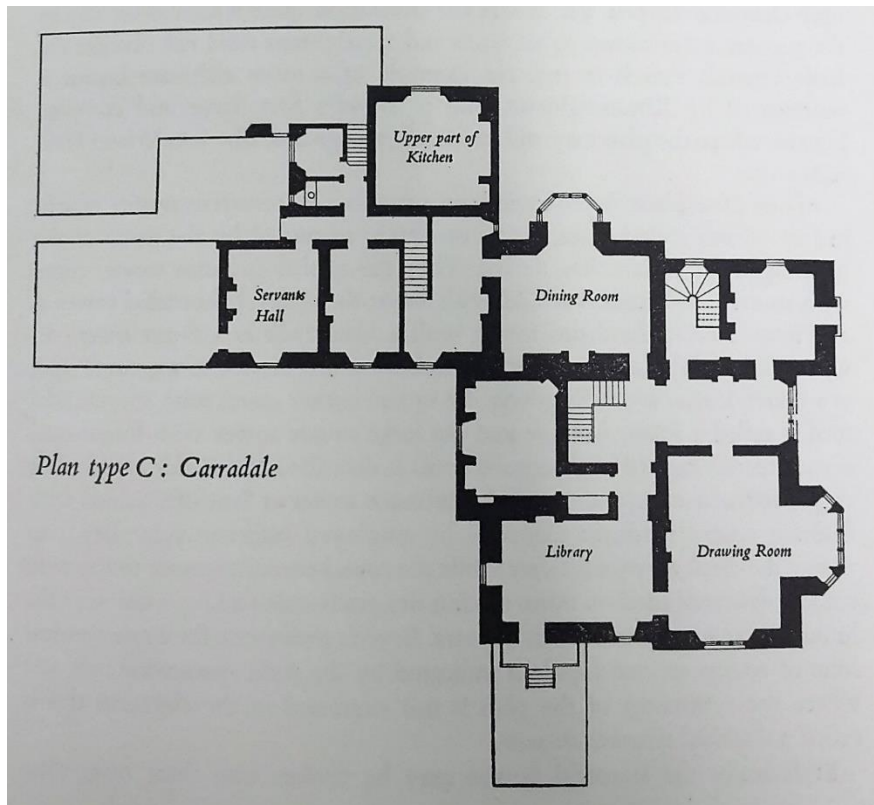 Upper part of
Kitchen
Servants
Hall
Dining Room
Plan type C : Carradale
Library
Drawing Room